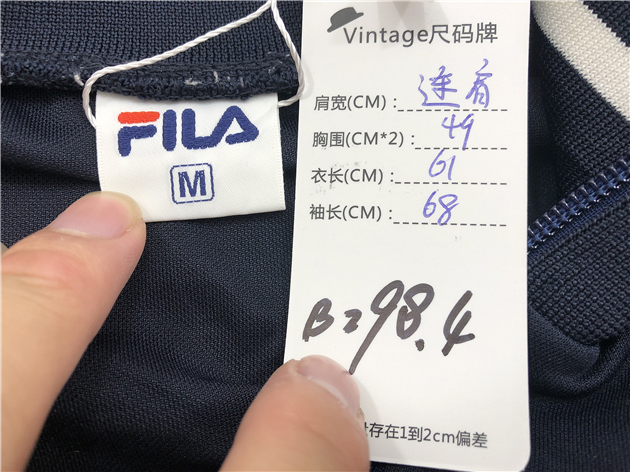 FILA
M
Vintage尺码牌
肩宽(CM)：连肩
胸围(CM*2)：49
衣长(CM)：61
袖长(CM)：68
98.4
存在1到2cm偏差